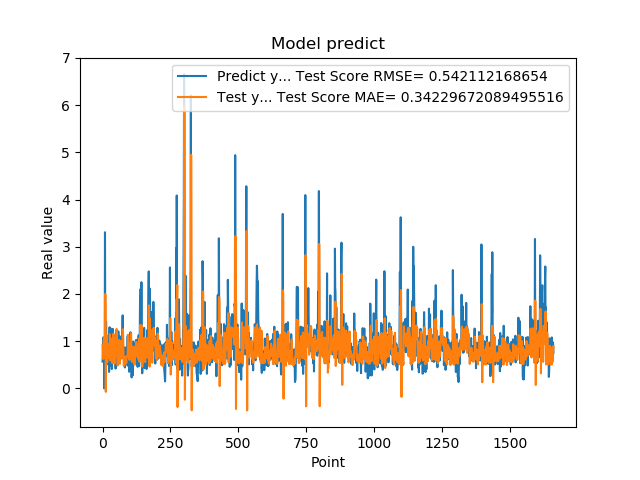 Model predict
Predict y... Test Score RMSE= 0.542112168654
Test y... Test Score MAE= 0.34229672089495516
Real value
7
6
5
4
3
2
1
0
0 250 500 750 1000 1250 1500
Point